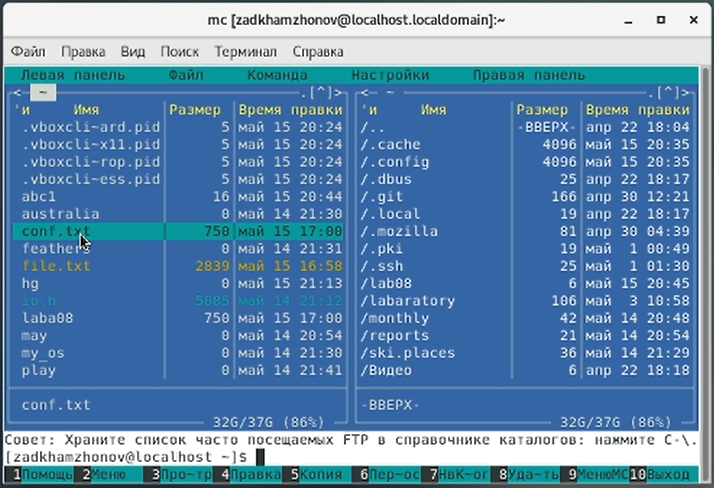 mc [zadkhamzhonov@localhost.localdomain]:~
Файл Правка Вид Поиск Терминал Справка
Левая панель Файл Команда Настройки Правая панель
<- ~ .[^]> <- ~ .[^]>
'и Имя Размер Время правки 'и Имя Размер Время правки
.vboxcli~ard.pid 5 май 15 20:24 /.. -ВВЕРХ- апр 22 18:04
.vboxcli~x11.pid 5 май 15 20:24 /.cache 4096 май 15 20:35
.vboxcli~rop.pid 5 май 15 20:24 /.config 4096 май 15 20:35
.vboxcli~ess.pid 5 май 15 20:24 /.dbus 25 апр 22 18:17
abc1 16 май 15 20:44 /.git 166 апр 30 12:21
australia 0 май 14 21:30 /.local 19 апр 22 18:17
conf.txt 750 май 15 17:00 /.mozilla 81 апр 30 04:39
feathers 0 май 14 21:31 /.pki 19 май 1 00:49
file.txt 2839 май 15 16:58 /.ssh 25 май 1 01:30
hg 0 май 15 21:13 /lab08 6 май 15 20:45
io.h 5085 май 14 21:12 /labaratory 106 май 3 10:58
laba08 750 май 15 17:00 /monthly 42 май 14 20:48
may 0 май 14 20:54 /reports 21 май 14 20:54
my_os 0 май 14 21:30 /ski.places 36 май 14 21:29
play 0 май 14 21:41 /Видео 6 апр 22 18:18
conf.txt -ВВЕРХ-
32G/37G (86%) 32G/37G (86%)
Совет: Храните список часто посещаемых FTP в справочнике каталогов: нажмите C-\.
[zadkhamzhonov@localhost ~]$
1Помощь 2Меню 3Про~тр 4Правка 5Копия 6Пер~ос 7НвК~ог 8Уда~ть 9МенюMC 10Выход